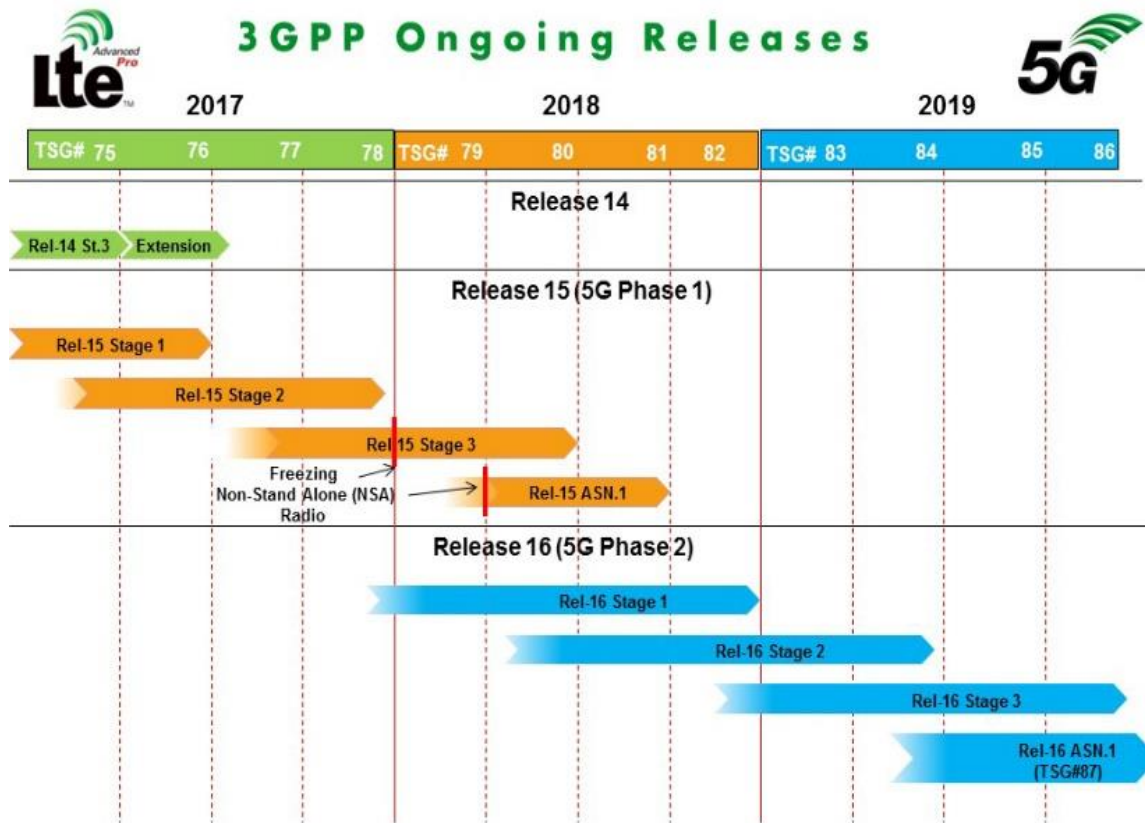 LTE Advanced Pro ™
3GPP Ongoing Releases
5G
2017 2018 2019
TSG# 75 76 77 78 TSG# 79 80 81 82 TSG# 83 84 85 86
Release 14
Rel-14 St.3 Extension
Release 15 (5G Phase 1)
Rel-15 Stage 1
Rel-15 Stage 2
Rel-15 Stage 3
Freezing
Non-Stand Alone (NSA)
Radio
Rel-15 ASN.1
Release 16 (5G Phase 2)
Rel-16 Stage 1
Rel-16 Stage 2
Rel-16 Stage 3
Rel-16 ASN.1
(TSG#87)